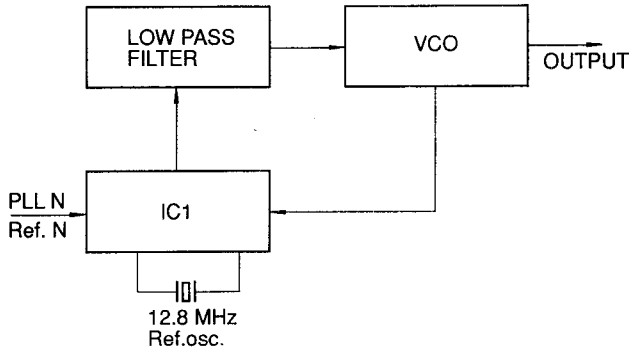 LOW PASS
FILTER
VCO
OUTPUT
PLL N
Ref. N
IC1
12.8 MHz
Ref.osc.